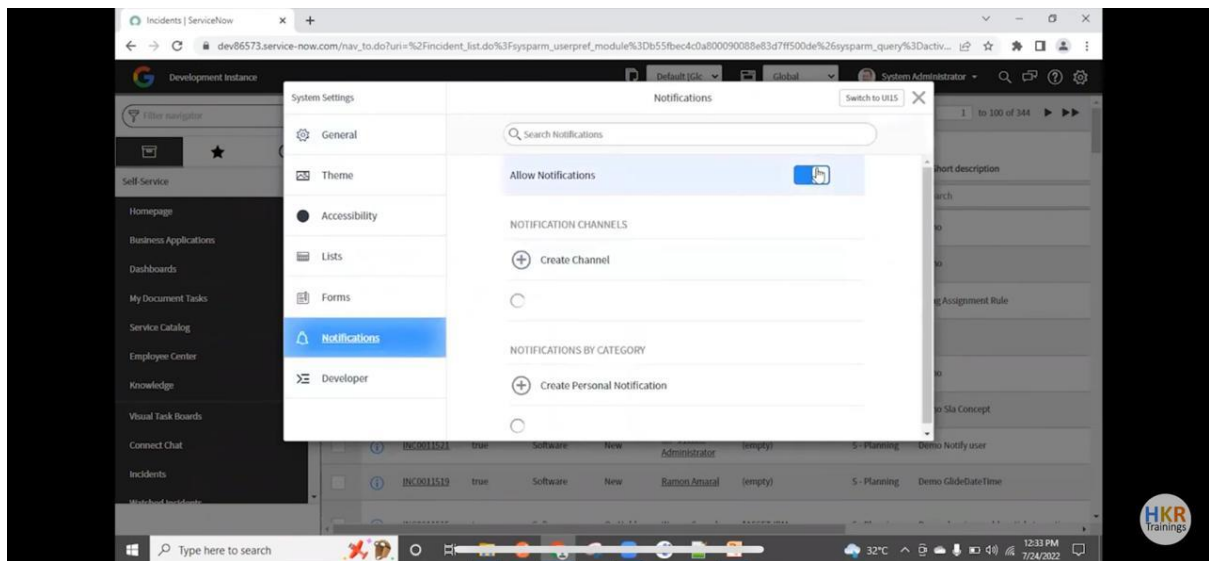 Incidents | ServiceNow
dev86573.service-now.com/nav_to.do?uri=%2Fincident_list.do%3Fsysparm_userpref_module%3Db55fbec4c0a800090088e83d7ff500de%26sysparm_query%3Dactiv...
Development Instance
Default [Glc
Global
System Administrator
System Settings
Notifications
Switch to UI15
Filter navigator
1 to 100 of 344
General
Search Notifications
Self-Service
Theme
Allow Notifications
Short description
Homepage
Accessibility
NOTIFICATION CHANNELS
Business Applications
Lists
Create Channel
Dashboards
My Document Tasks
Forms
g Assignment Rule
Service Catalog
Notifications
NOTIFICATIONS BY CATEGORY
Employee Center
Developer
Create Personal Notification
Knowledge
Visual Task Boards
Sla Concept
Connect Chat
INC0011521 true Software New Administrator (empty) 5 - Planning Demo Notify user
Incidents
INC0011519 true Software New Ramon Amaral (empty) 5 - Planning Demo GlideDateTime
Watched Incidents
HKR
Trainings
Type here to search
32°C
12:33 PM
7/24/2022